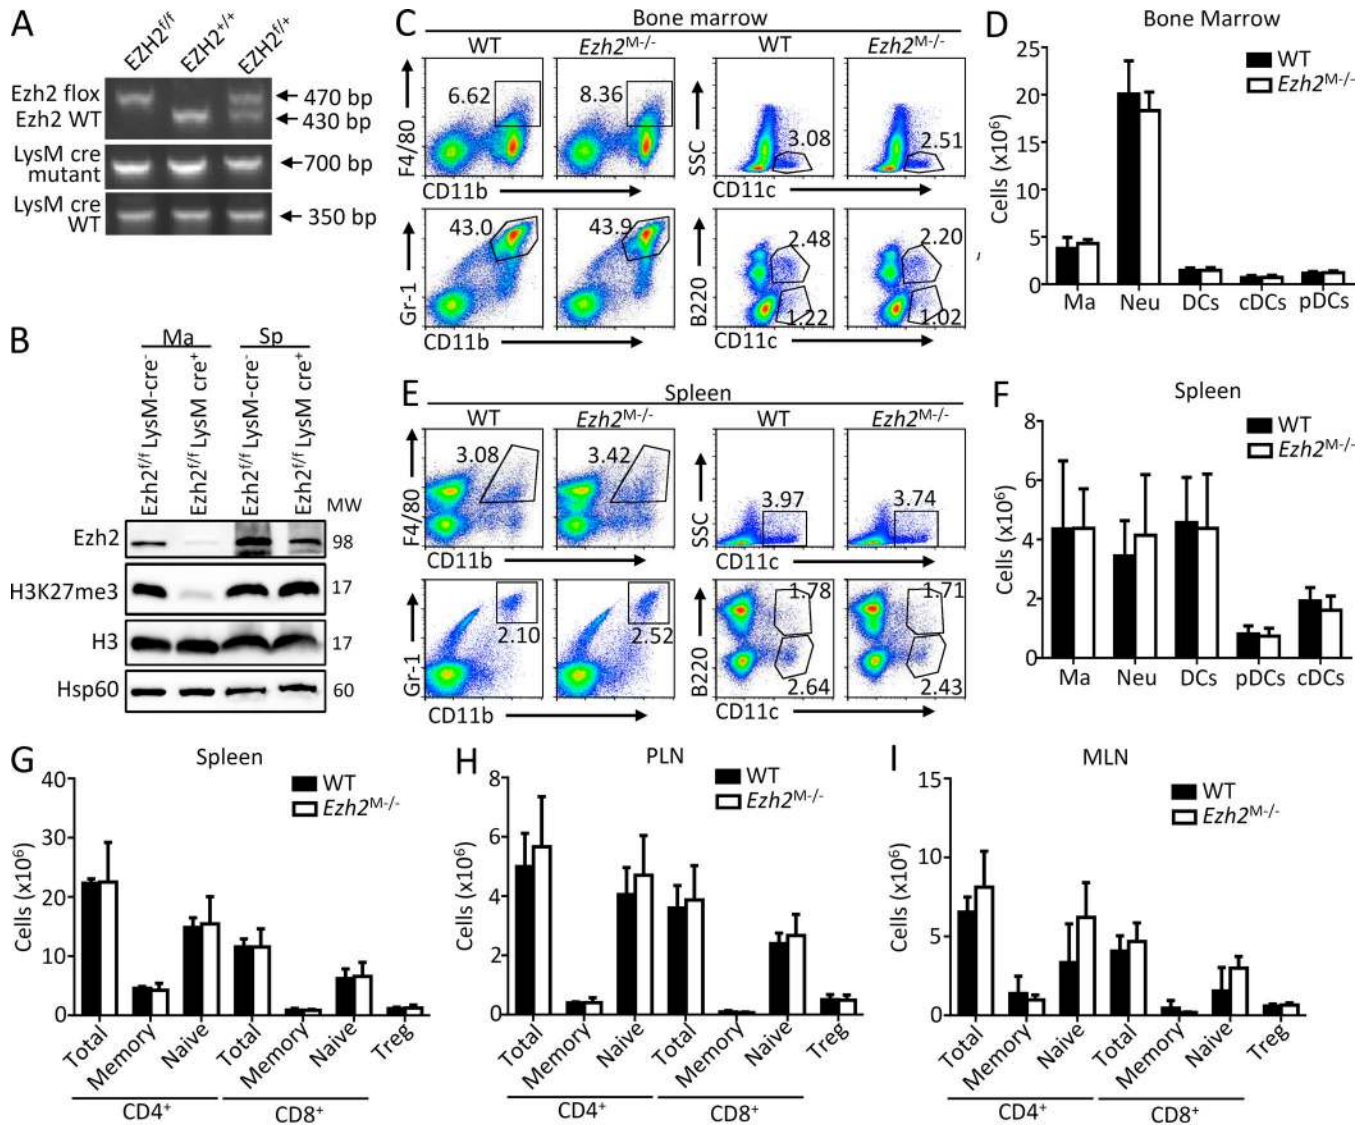 A
EZH2f/f
EZH2+/+
EZH2f/+
Ezh2 flox
470 bp
Ezh2 WT
430 bp
LysM cre
mutant
700 bp
LysM cre
WT
350 bp
B
Ma
Sp
Ezh2f/f LysM-cre-
Ezh2f/f LysM cre+
Ezh2f/f LysM-cre-
Ezh2f/f LysM cre+
MW
Ezh2
98
H3K27me3
17
H3
17
Hsp60
60
C
Bone marrow
WT
Ezh2M-/-
WT
Ezh2M-/-
6.62
8.36
3.08
2.51
F4/80
SSC
CD11b
CD11c
43.0
43.9
2.48
2.20
1.22
1.02
Gr-1
B220
CD11b
CD11c
D
Bone Marrow
WT
Ezh2M-/-
Cells (x10⁶)
25
20
15
10
5
0
Ma Neu DCs cDCs pDCs
E
Spleen
WT
Ezh2M-/-
WT
Ezh2M-/-
3.08
3.42
3.97
3.74
F4/80
SSC
CD11b
CD11c
2.10
2.52
1.78
1.71
2.64
2.43
Gr-1
B220
CD11b
CD11c
F
Spleen
WT
Ezh2M-/-
Cells (x10⁶)
8
6
4
2
0
Ma Neu DCs pDCs cDCs
G
Spleen
WT
Ezh2M-/-
Cells (x10⁶)
40
30
20
10
0
Total Memory Naive Total Memory Naive Treg
CD4⁺ CD8⁺
H
PLN
WT
Ezh2M-/-
Cells (x10⁶)
8
6
4
2
0
Total Memory Naive Total Memory Naive Treg
CD4⁺ CD8⁺
I
MLN
WT
Ezh2M-/-
Cells (x10⁶)
15
10
5
0
Total Memory Naive Total Memory Naive Treg
CD4⁺ CD8⁺